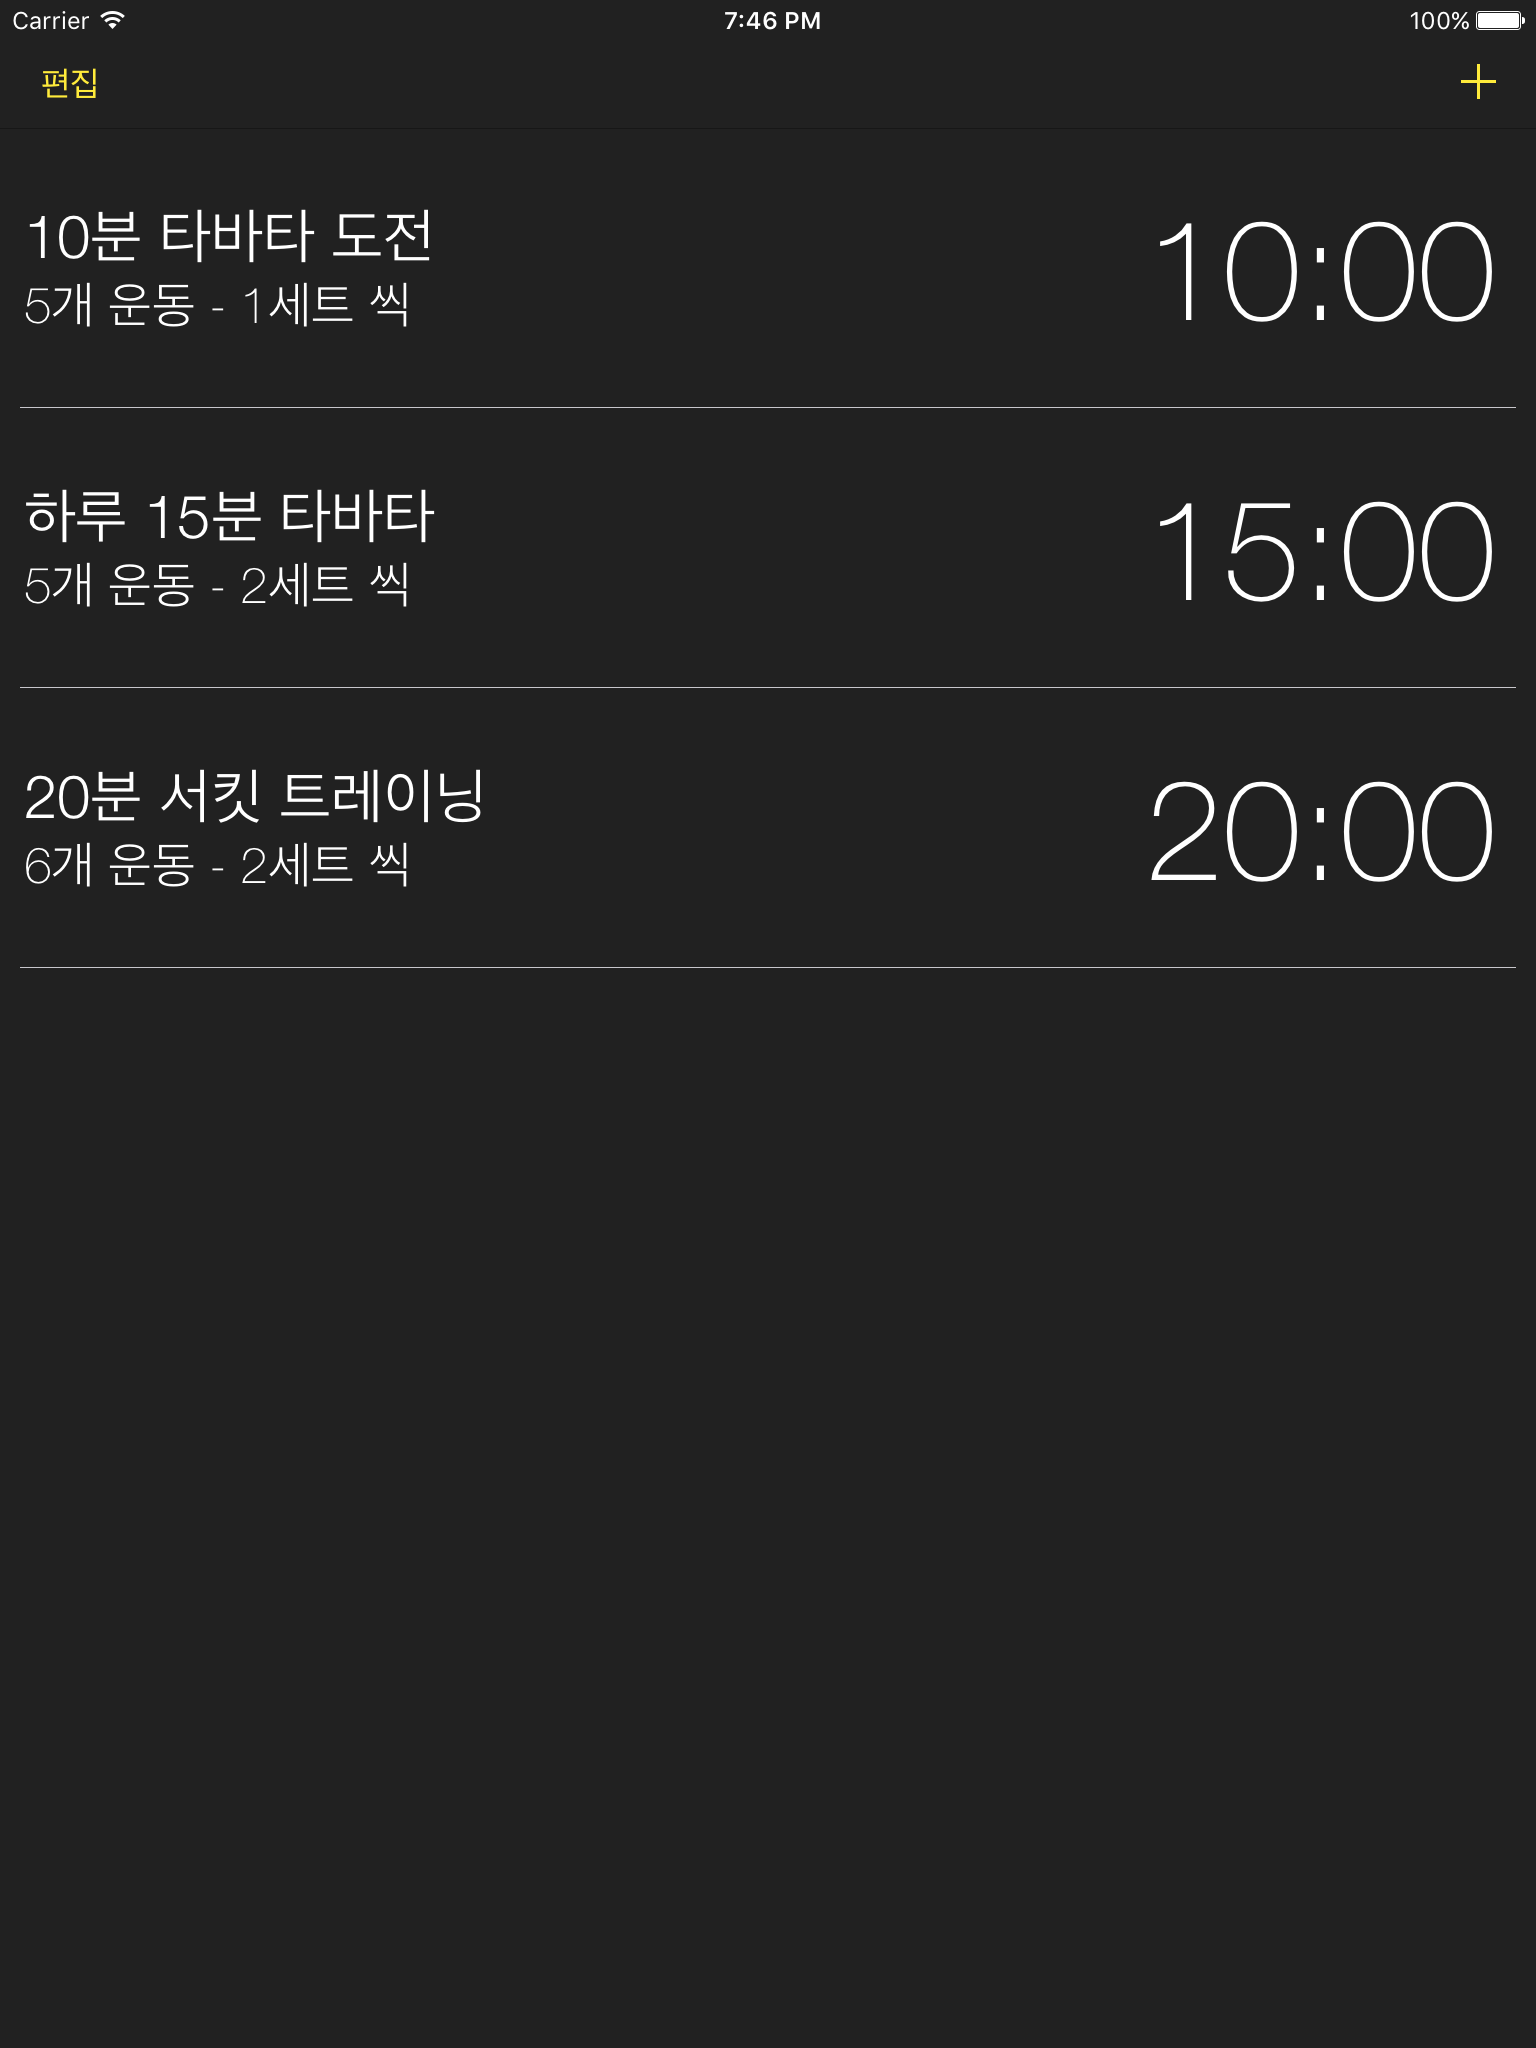 Carrier 7:46 PM 100%
편집
10분 타바타 도전
5개 운동 - 1세트 씩
10:00
하루 15분 타바타
5개 운동 - 2세트 씩
15:00
20분 서킷 트레이닝
6개 운동 - 2세트 씩
20:00